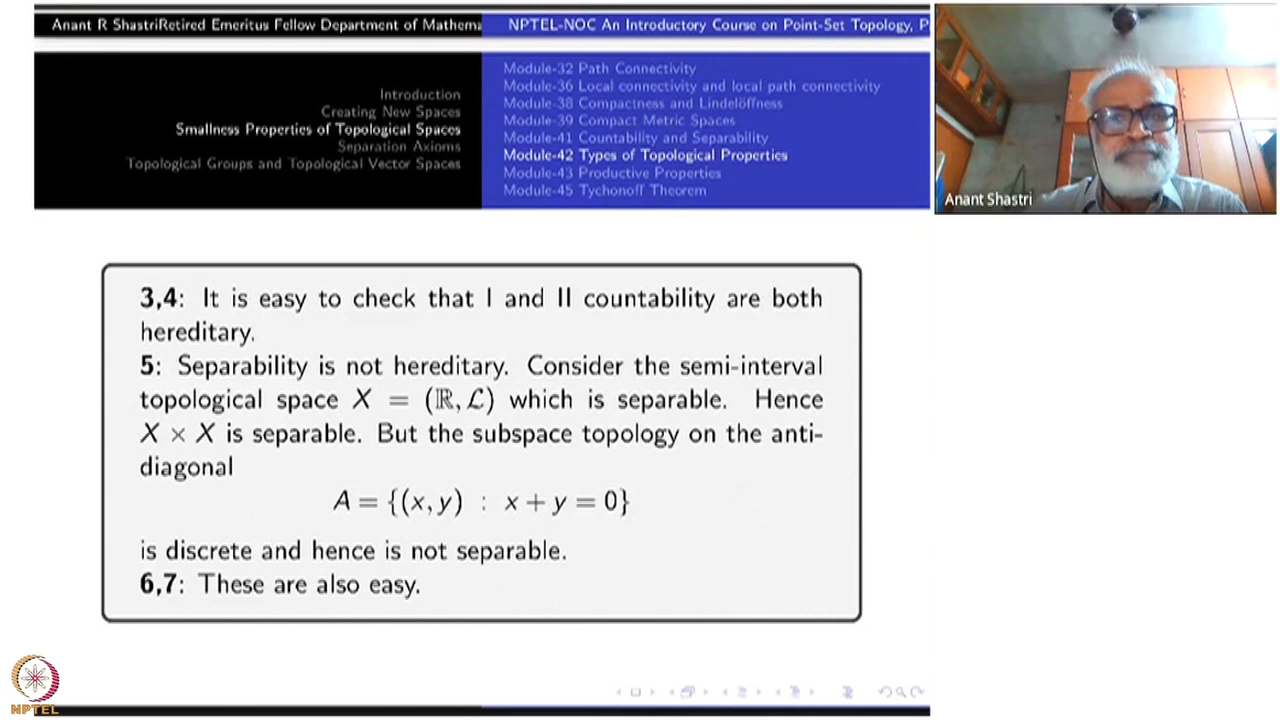 Anant R ShastriRetired Emeritus Fellow Department of Mathema
NPTEL-NOC An Introductory Course on Point-Set Topology, P
Introduction
Creating New Spaces
Smallness Properties of Topological Spaces
Separation Axioms
Topological Groups and Topological Vector Spaces
Module-32 Path Connectivity
Module-36 Local connectivity and local path connectivity
Module-38 Compactness and Lindelöffness
Module-39 Compact Metric Spaces
Module-41 Countability and Separability
Module-42 Types of Topological Properties
Module-43 Productive Properties
Module-45 Tychonoff Theorem
Anant Shastri
3,4: It is easy to check that I and II countability are both
hereditary.
5: Separability is not hereditary. Consider the semi-interval
topological space X = (ℝ, 𝓛) which is separable. Hence
X × X is separable. But the subspace topology on the anti-
diagonal
A = {(x, y) : x + y = 0}
is discrete and hence is not separable.
6,7: These are also easy.
NPTEL